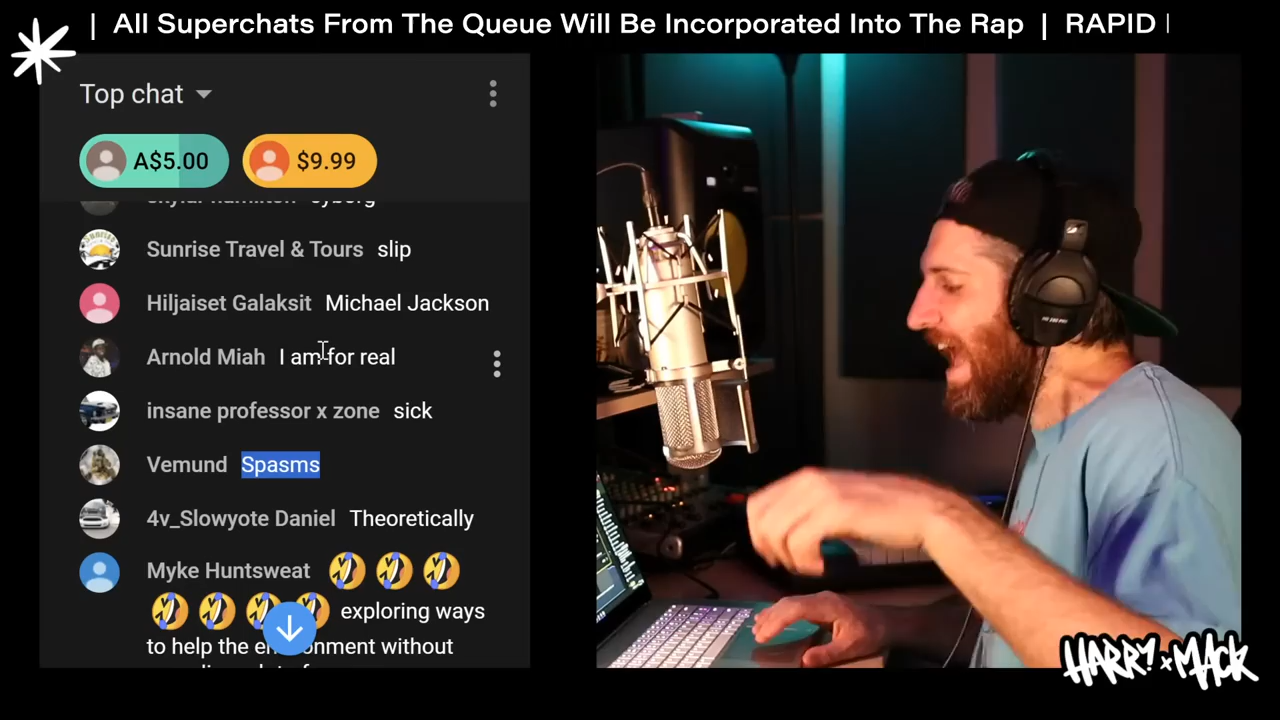 | All Superchats From The Queue Will Be Incorporated Into The Rap | RAPID
Top chat
A$5.00 $9.99
Sunrise Travel & Tours slip
Hiljaiset Galaksit Michael Jackson
Arnold Miah I am for real
insane professor x zone sick
Vemund Spasms
4v_Slowyote Daniel Theoretically
Myke Huntsweat
exploring ways
to help the environment without
HARRY x MACK